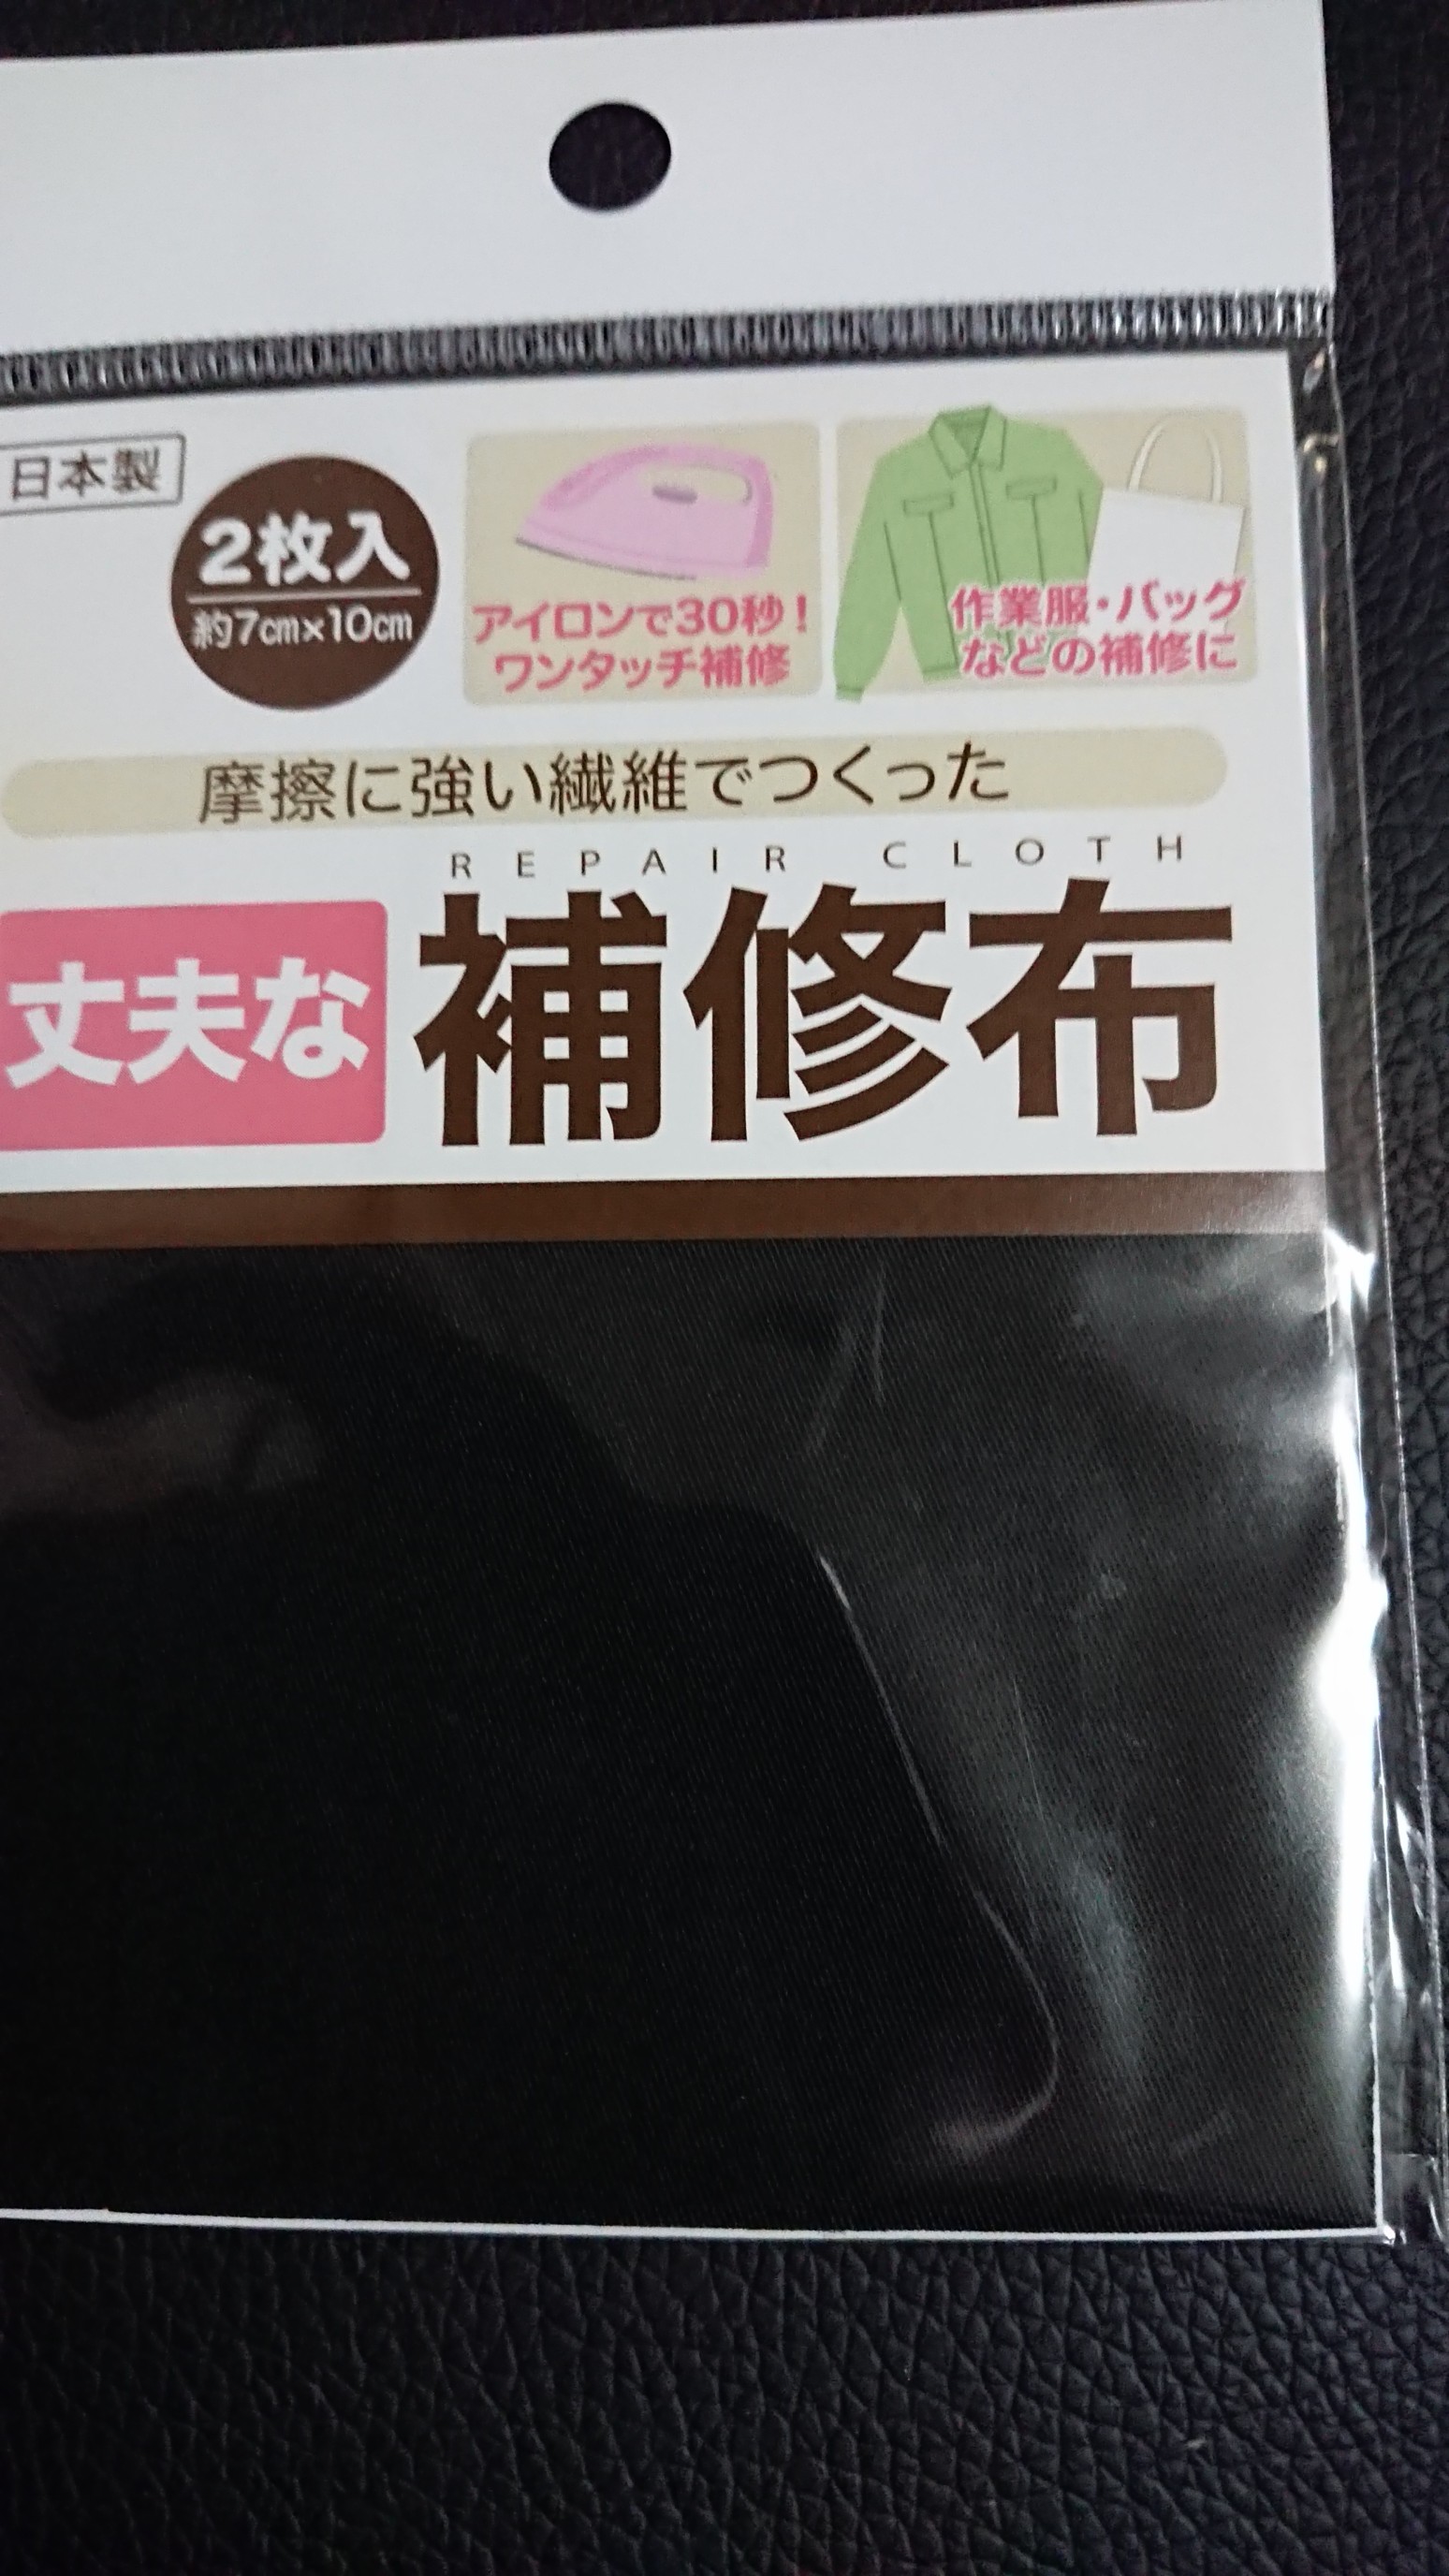 日本製
2枚入
約7cm×10cm
アイロンで30秒!
ワンタッチ補修
作業服・バッグ
などの補修に
摩擦に強い繊維でつくった
REPAIR CLOTH
丈夫な 補修布